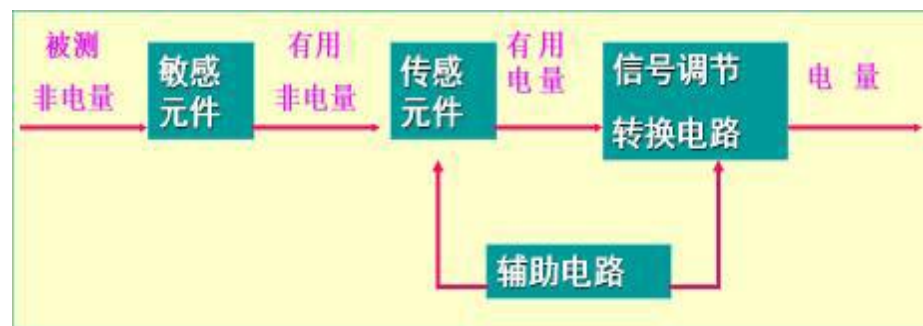 被测
非电量
敏感
元件
有用
非电量
传感
元件
有用
电量
信号调节
转换电路
电 量
辅助电路